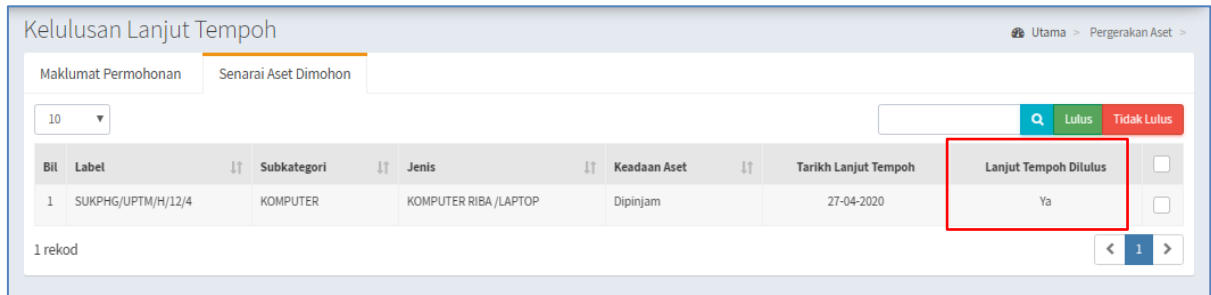 Kelulusan Lanjut Tempoh
Utama > Pergerakan Aset >
Maklumat Permohonan Senarai Aset Dimohon
10 Lulus Tidak Lulus
Bil Label Subkategori Jenis Keadaan Aset Tarikh Lanjut Tempoh Lanjut Tempoh Dilulus
1 SUKPHG/UPTM/H/12/4 KOMPUTER KOMPUTER RIBA /LAPTOP Dipinjam 27-04-2020 Ya
1 rekod < 1 >